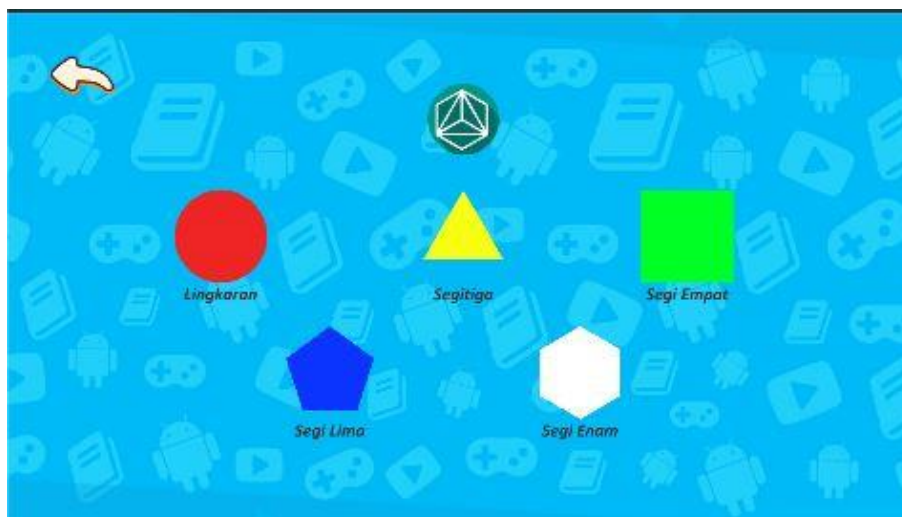 Lingkaran
Segitiga
Segi Empat
Segi Lima
Segi Enam